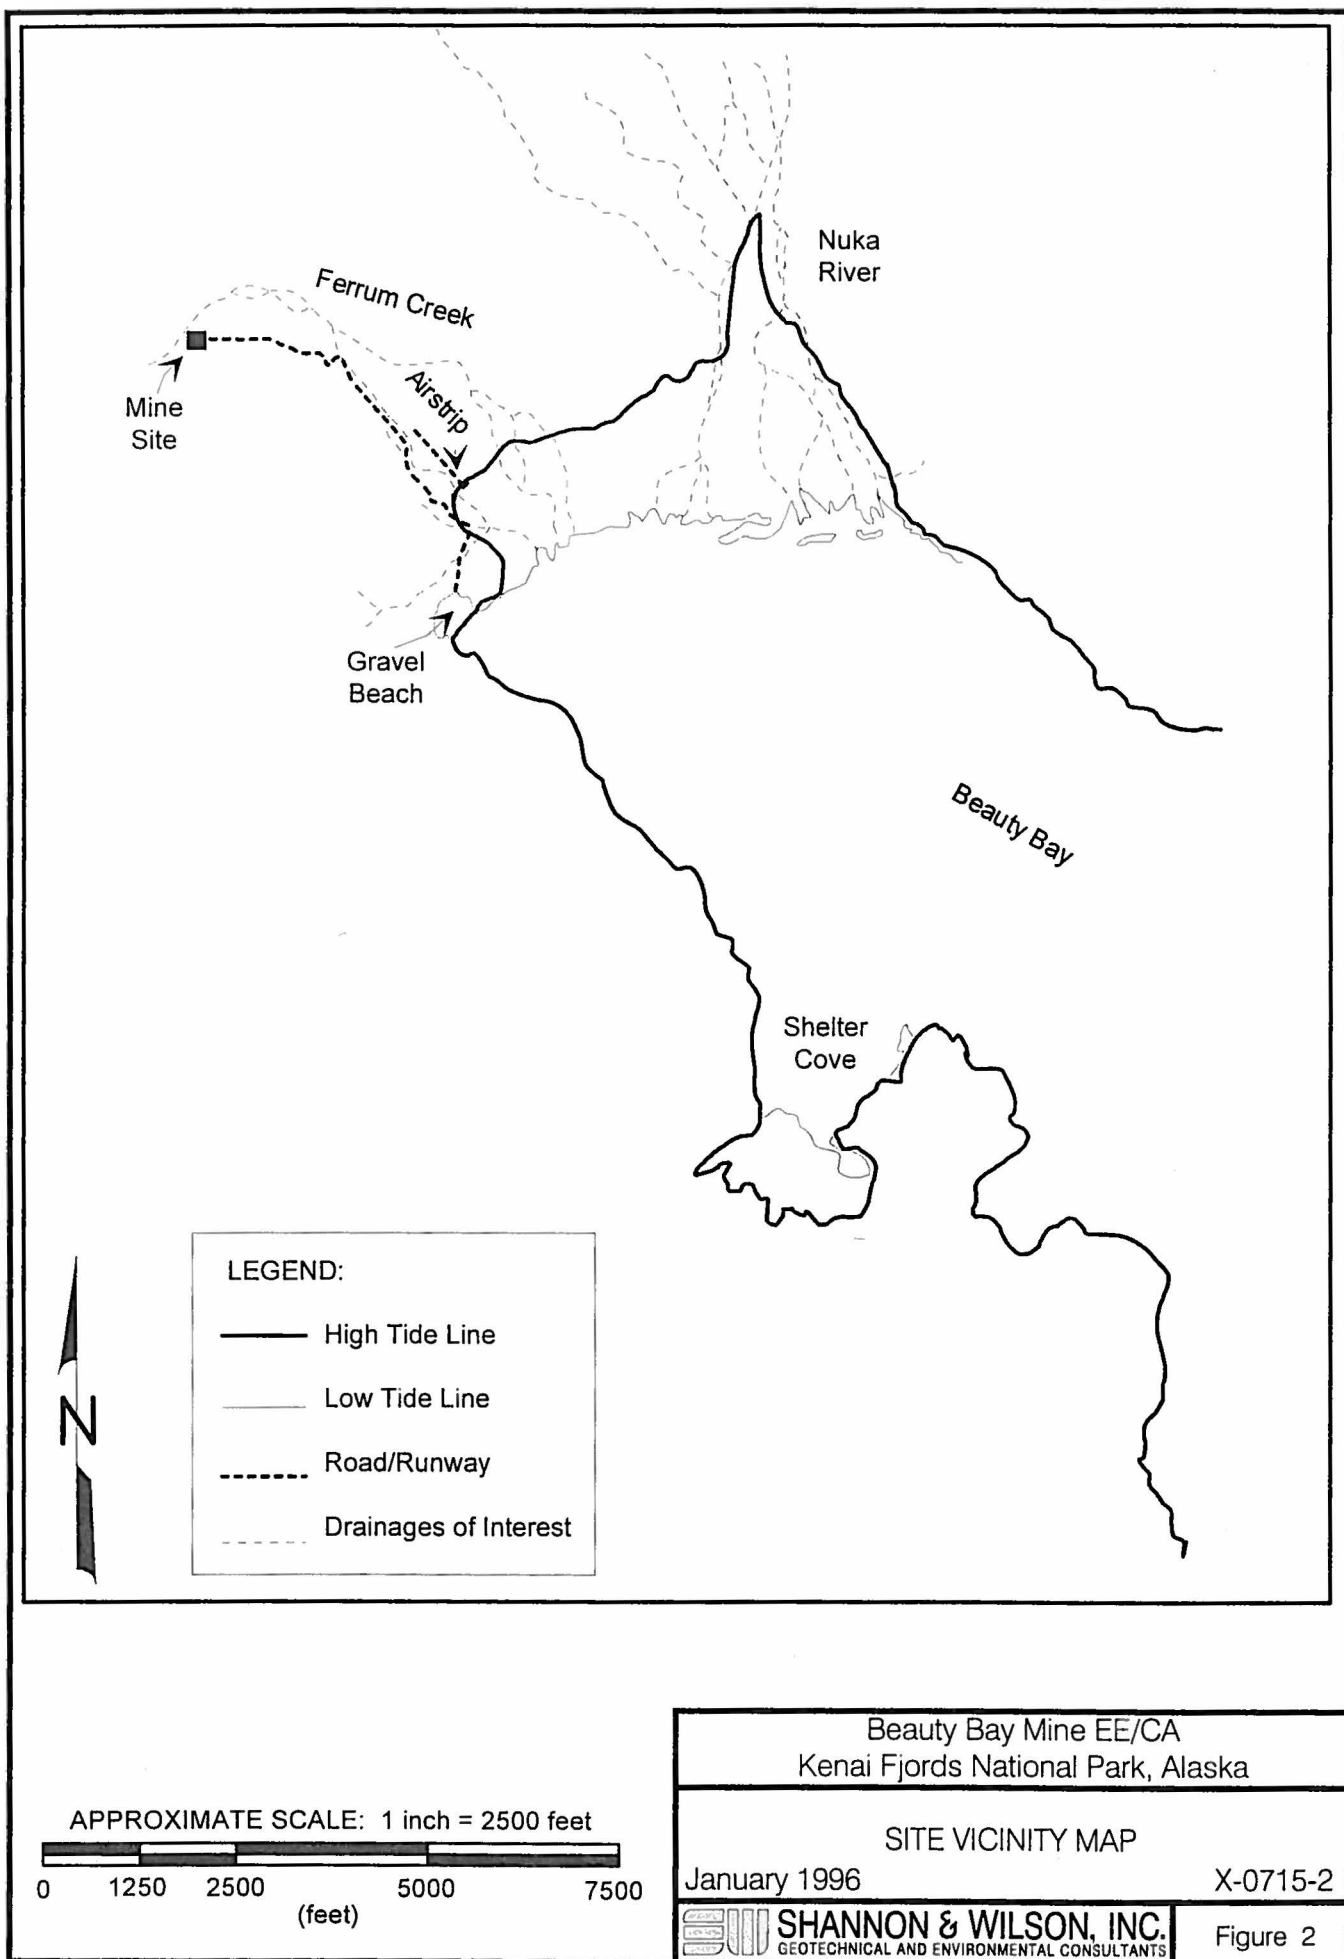 Nuka
River
Ferrum Creek
Airstrip
Mine
Site
Gravel
Beach
Beauty Bay
Shelter
Cove
LEGEND:
High Tide Line
Low Tide Line
Road/Runway
Drainages of Interest
N
APPROXIMATE SCALE: 1 inch = 2500 feet
0 1250 2500 5000 7500
(feet)
Beauty Bay Mine EE/CA
Kenai Fjords National Park, Alaska
SITE VICINITY MAP
January 1996 X-0715-2
SHANNON & WILSON, INC.
GEOTECHNICAL AND ENVIRONMENTAL CONSULTANTS
Figure 2